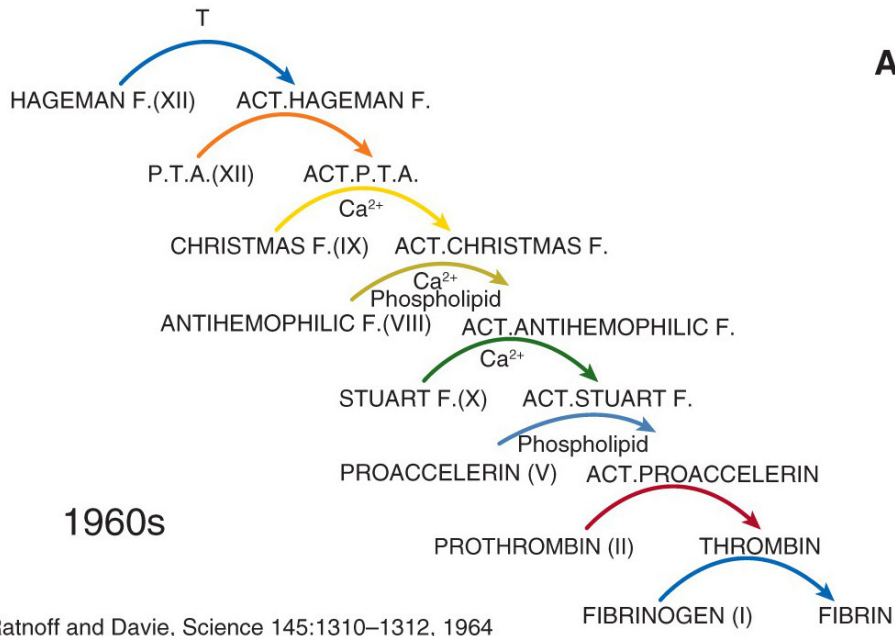 T
A
HAGEMAN F.(XII) ACT.HAGEMAN F.
P.T.A.(XII) ACT.P.T.A.
Ca²⁺
CHRISTMAS F.(IX) ACT.CHRISTMAS F.
Ca²⁺
Phospholipid
ANTIHEMOPHILIC F.(VIII) ACT.ANTIHEMOPHILIC F.
Ca²⁺
STUART F.(X) ACT.STUART F.
Phospholipid
PROACCELERIN (V) ACT.PROACCELERIN
1960s
PROTHROMBIN (II) THROMBIN
FIBRINOGEN (I) FIBRIN
Ratnoff and Davie, Science 145:1310–1312, 1964